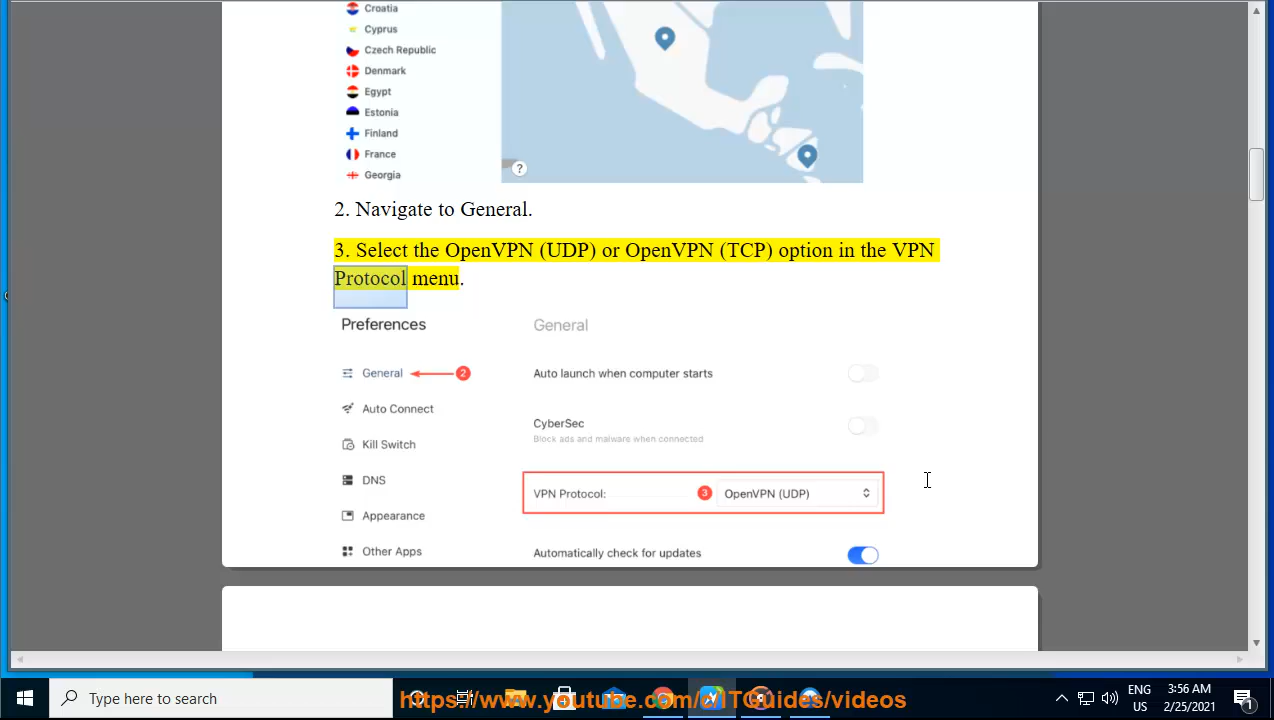 Croatia
Cyprus
Czech Republic
Denmark
Egypt
Estonia
Finland
France
Georgia
?
2. Navigate to General.
3. Select the OpenVPN (UDP) or OpenVPN (TCP) option in the VPN
Protocol menu.
Preferences
General
General
2
Auto launch when computer starts
Auto Connect
CyberSec
Block ads and malware when connected
Kill Switch
DNS
VPN Protocol:
3
OpenVPN (UDP)
Appearance
Other Apps
Automatically check for updates
Type here to search
ENG
US
3:56 AM
2/25/2021
1